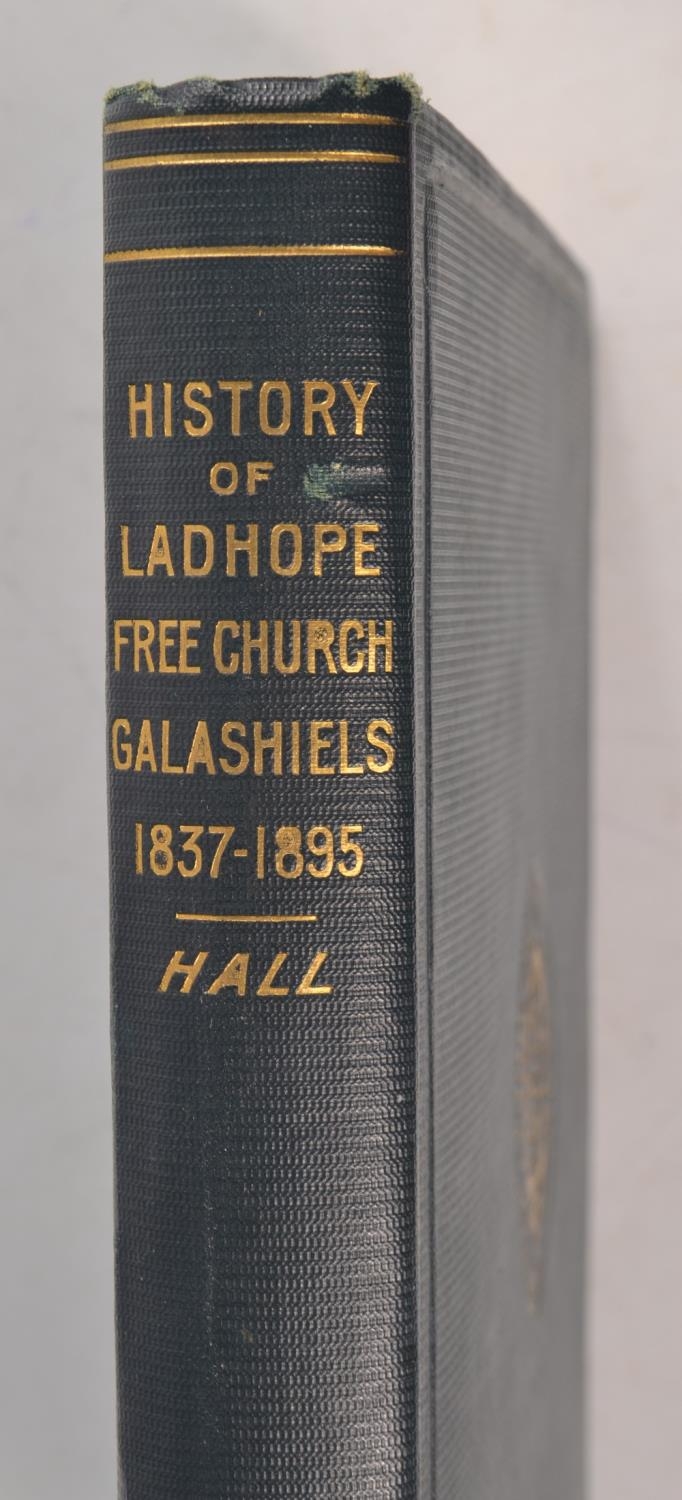 HISTORY
OF
LADHOPE
FREE CHURCH
GALASHIELS
1837-1895
HALL